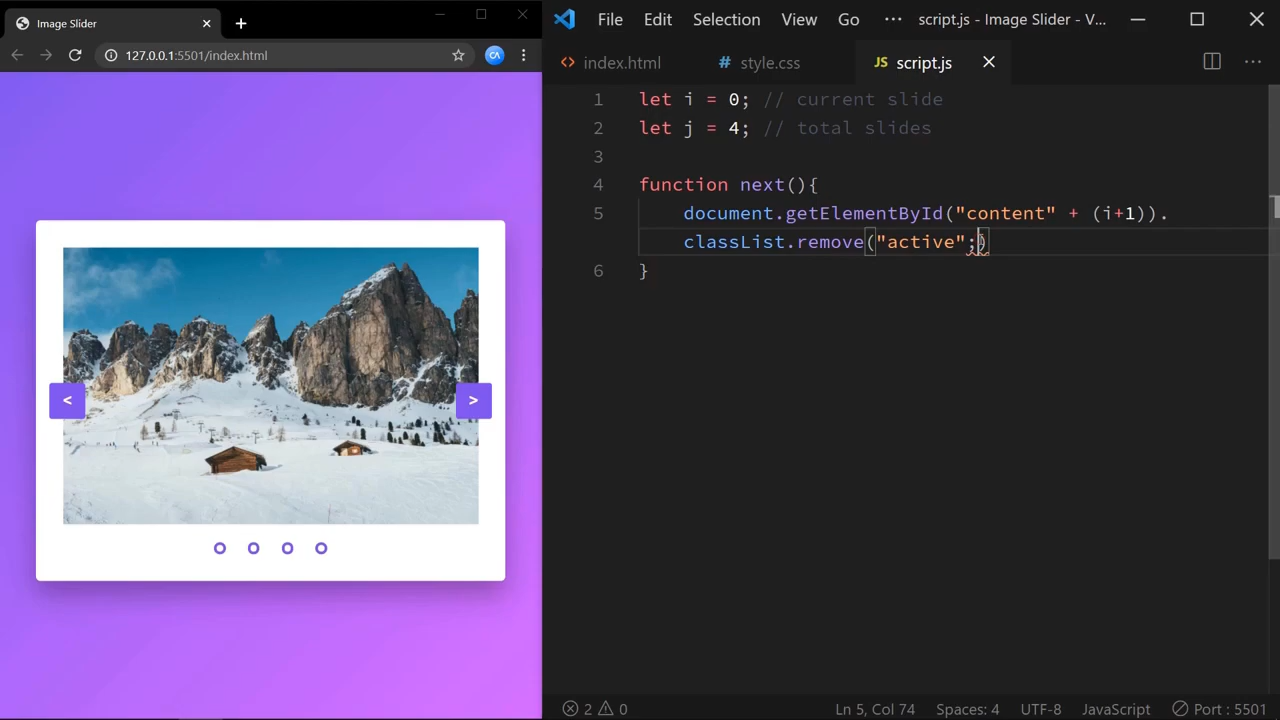 Image Slider
127.0.0.1:5501/index.html
CA
<
>
File Edit Selection View Go ··· script.js - Image Slider - V...
<> index.html # style.css JS script.js
1 let i = 0; // current slide
2 let j = 4; // total slides
3
4 function next(){
5 document.getElementById("content" + (i+1)).
classList.remove("active";)
6 }
2 0 Ln 5, Col 74 Spaces: 4 UTF-8 JavaScript Port : 5501